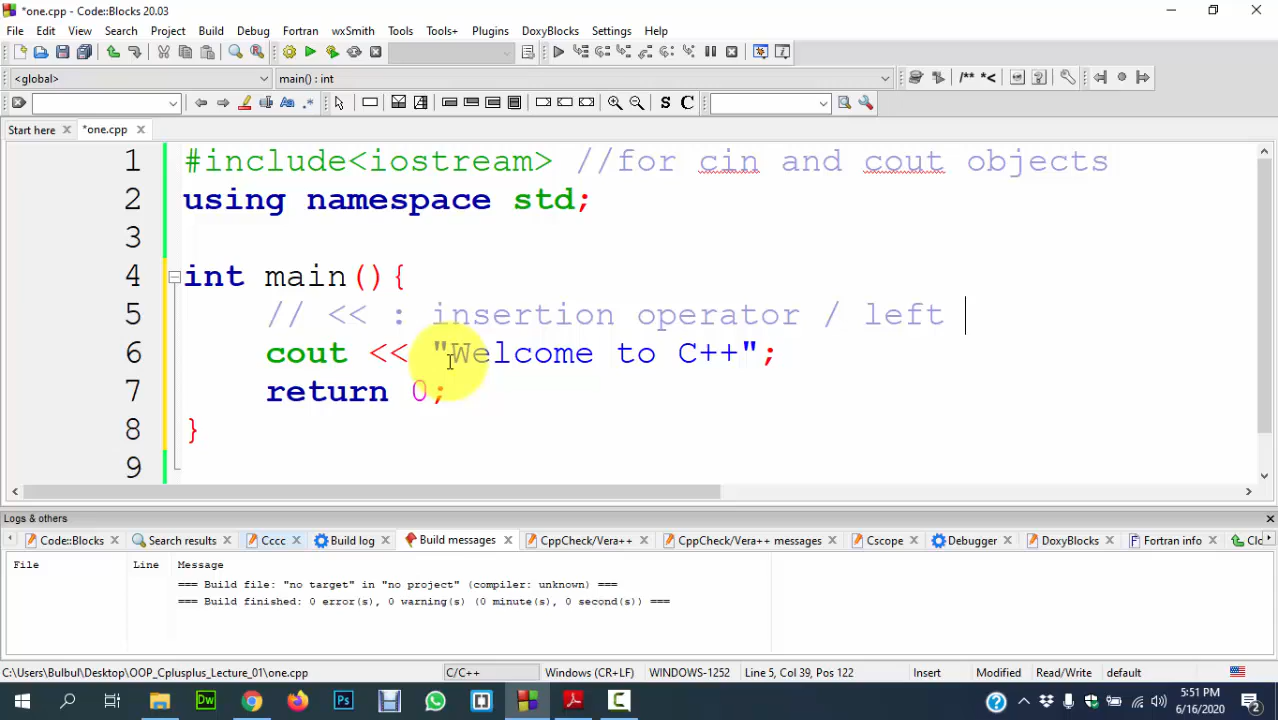 *one.cpp - Code::Blocks 20.03
File Edit View Search Project Build Debug Fortran wxSmith Tools Tools+ Plugins DoxyBlocks Settings Help
<global> main() : int
/** *< 
S C
Start here *one.cpp
1 #include<iostream> //for cin and cout objects
2 using namespace std;
3
4 int main(){
5 // << : insertion operator / left
6 cout << "Welcome to C++";
7 return 0;
8 }
9
Logs & others
Code::Blocks Search results Cccc Build log Build messages CppCheck/Vera++ CppCheck/Vera++ messages Cscope Debugger DoxyBlocks Fortran info Clo
File Line Message
=== Build file: "no target" in "no project" (compiler: unknown) ===
=== Build finished: 0 error(s), 0 warning(s) (0 minute(s), 0 second(s)) ===
C:\Users\Bulbul\Desktop\OOP_Cplusplus_Lecture_01\one.cpp C/C++ Windows (CR+LF) WINDOWS-1252 Line 5, Col 39, Pos 122 Insert Modified Read/Write default
Dw Ps 5:51 PM
6/16/2020 2